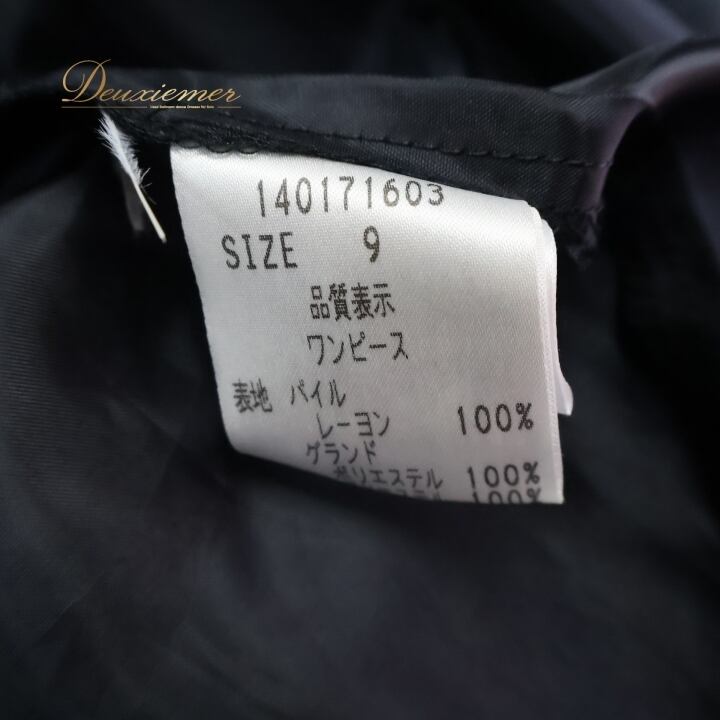 Deuxiemer
140171603
SIZE 9
品質表示
ワンピース
表地 パイル
レーヨン 100%
グランド
ポリエステル 100%
100%